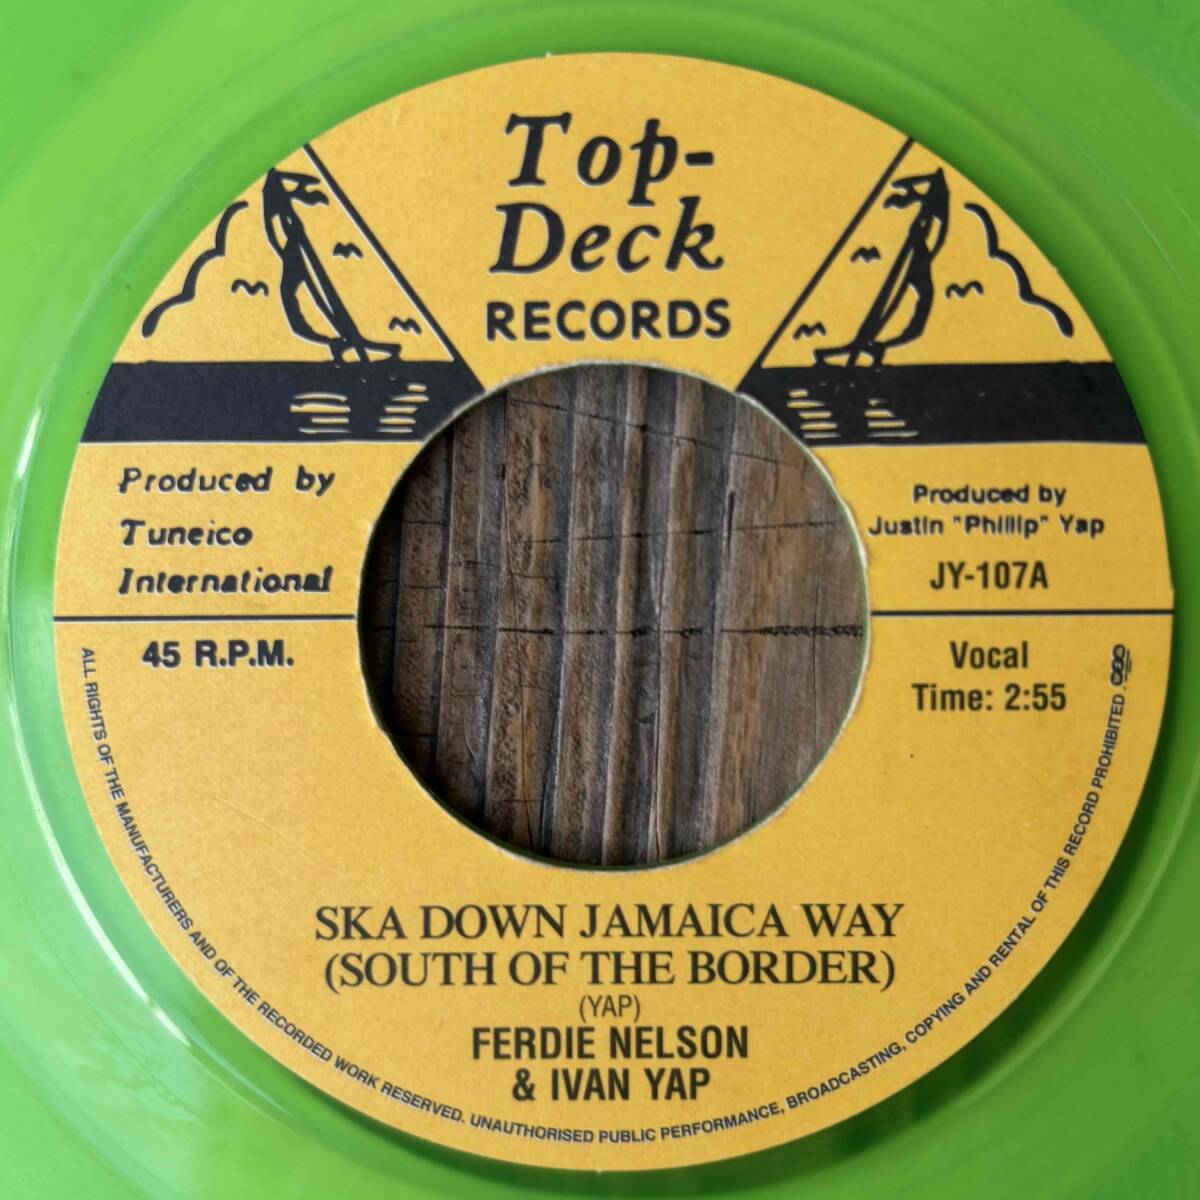 Top-
Deck
RECORDS
Produced by
Tuneico
International
Produced by
Justin "Phillip" Yap
JY-107A
45 R.P.M.
Vocal
Time: 2:55
SKA DOWN JAMAICA WAY
(SOUTH OF THE BORDER)
(YAP)
FERDIE NELSON
& IVAN YAP
ALL RIGHTS OF THE MANUFACTURERS AND OF THE RECORDED WORK RESERVED. UNAUTHORISED PUBLIC PERFORMANCE, BROADCASTING, COPYING AND RENTAL OF THIS RECORD PROHIBITED.